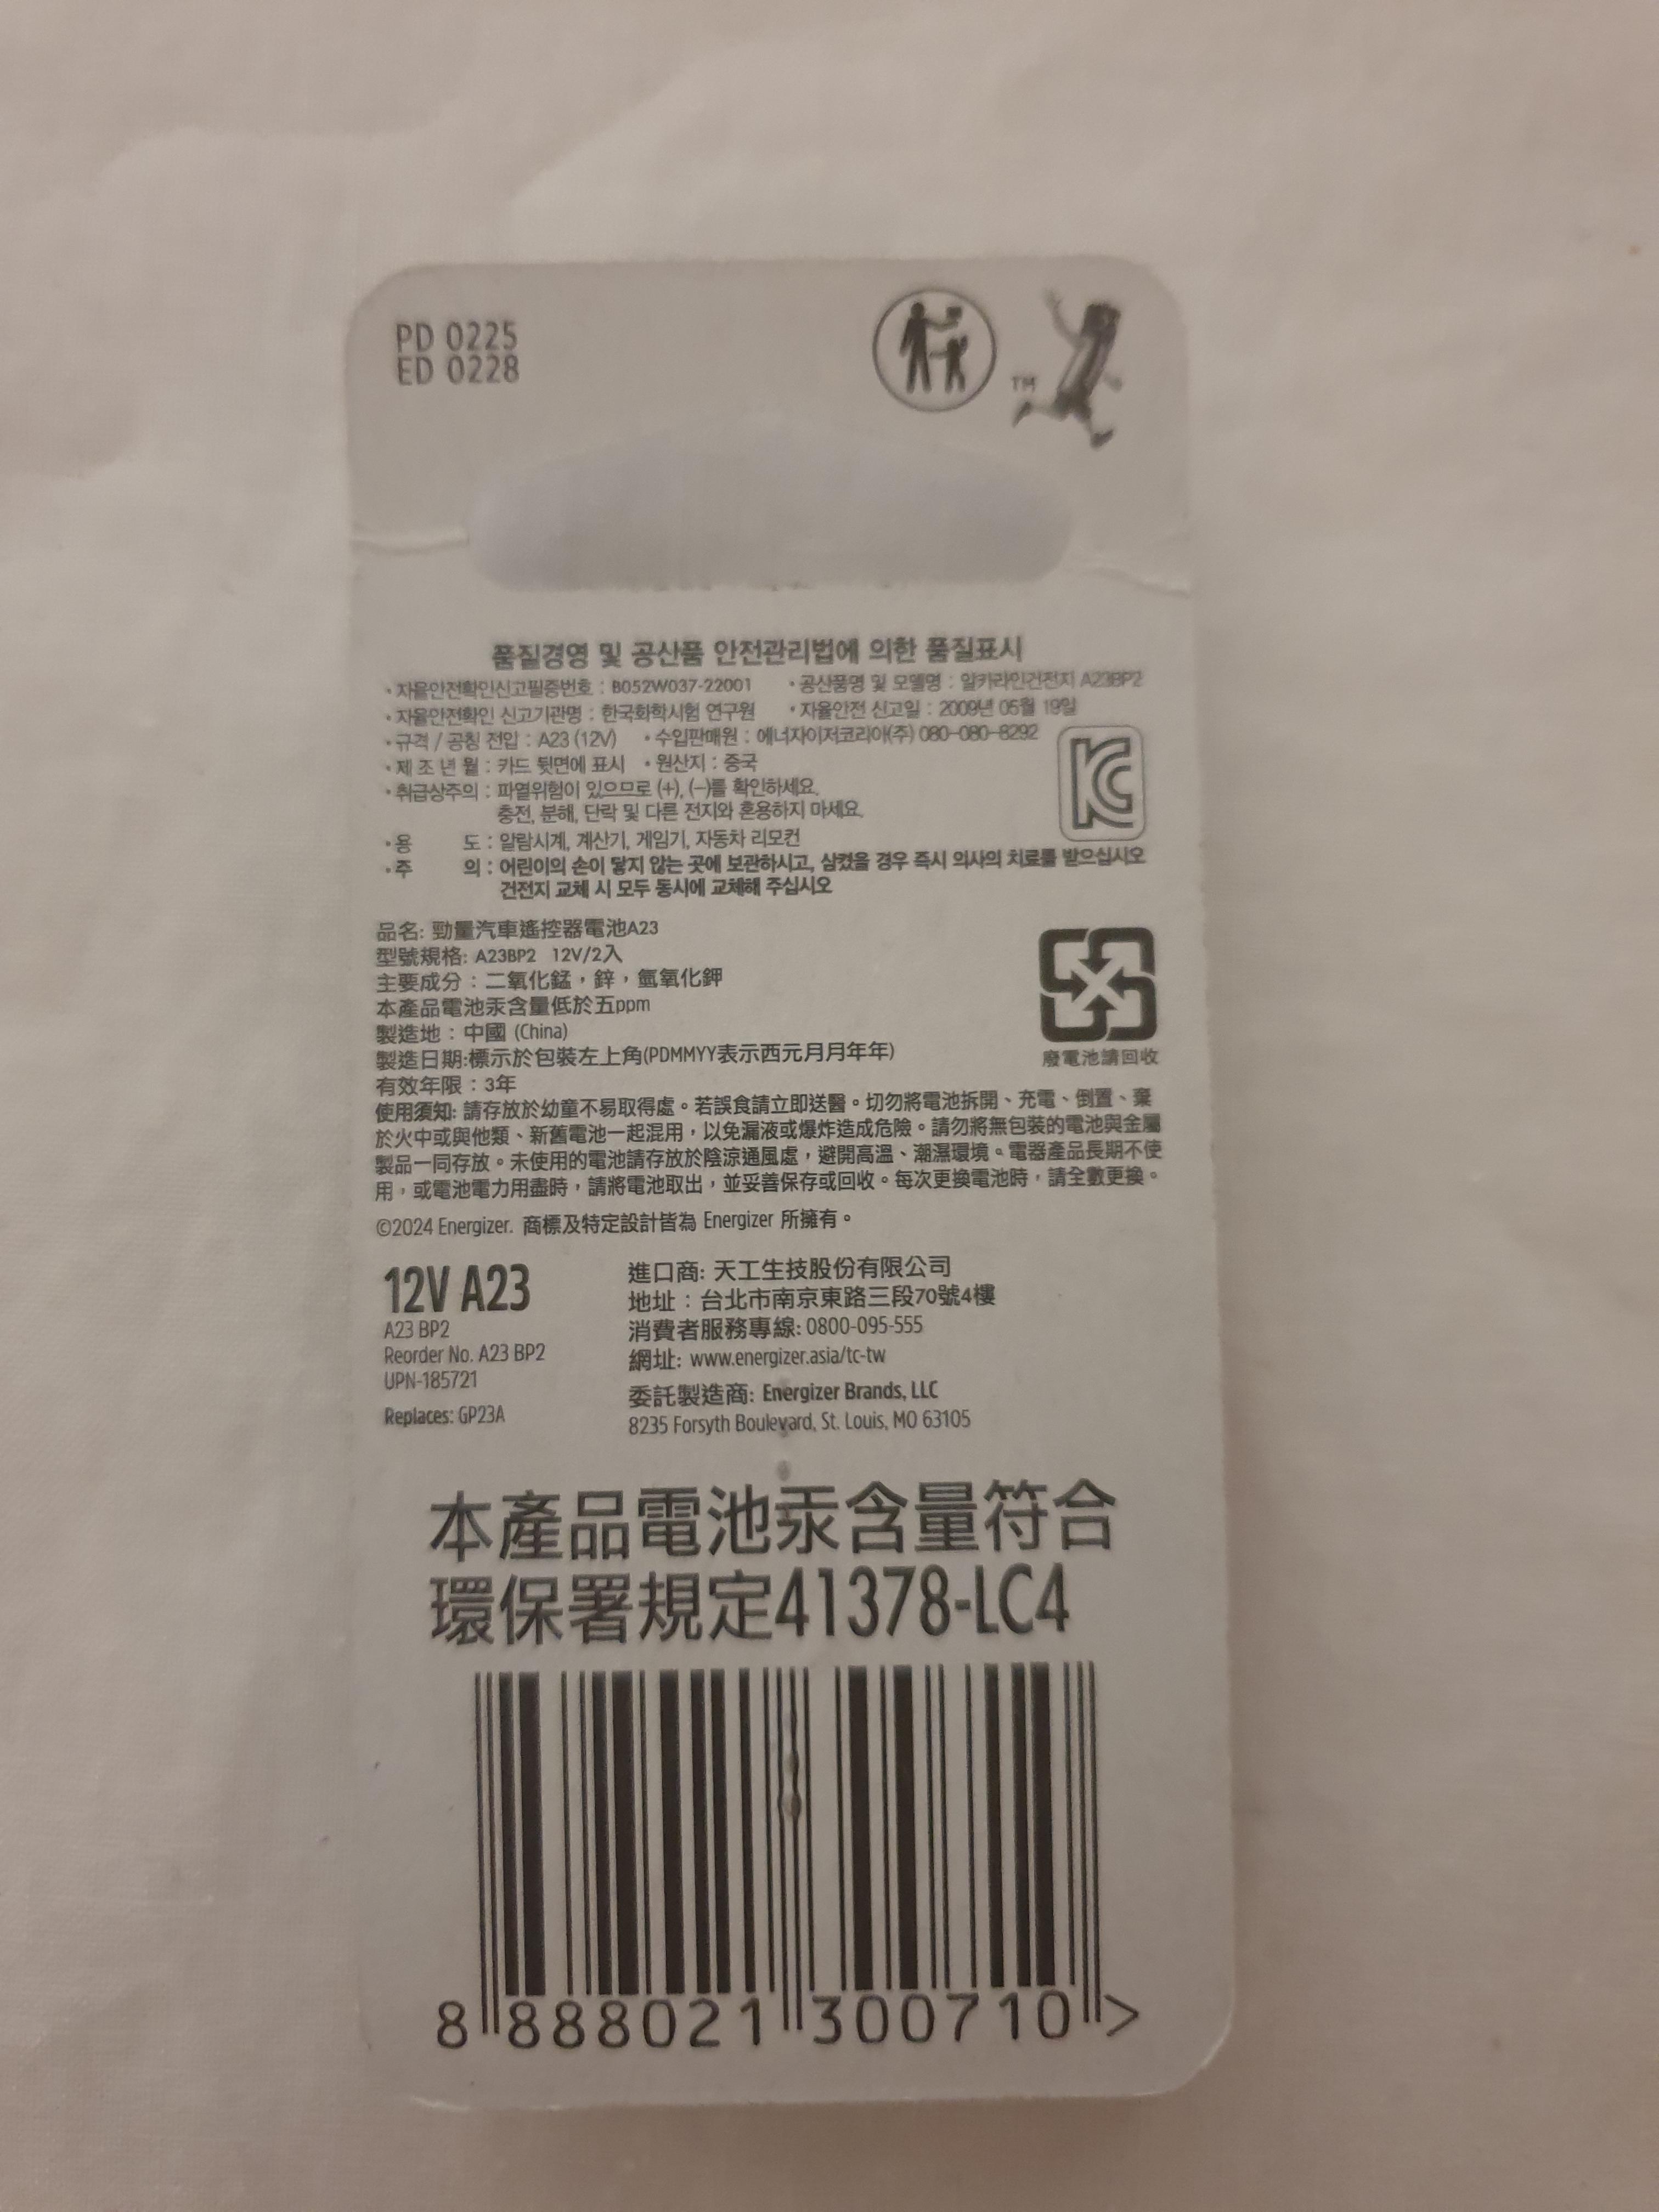 PD 0225
ED 0228
TM
품질경영 및 공산품 안전관리법에 의한 품질표시
・자율안전확인신고필증번호 : B052W037-22001 ・공산품명 및 모델명 : 알카라인건전지 A23BP2
・자율안전확인 신고기관명 : 한국화학시험 연구원 ・자율안전 신고일 : 2009년 05월 19일
・규격 / 공칭 전압 : A23 (12V) ・수입판매원 : 에너자이저코리아(주) 080-080-8292
・제 조 년 월 : 카드 뒷면에 표시 ・원산지 : 중국
・취급상주의 : 파열위험이 있으므로 (+), (-)를 확인하세요.
충전, 분해, 단락 및 다른 전지와 혼용하지 마세요.
・용 도 : 알람시계, 계산기, 게임기, 자동차 리모컨
・주 의 : 어린이의 손이 닿지 않는 곳에 보관하시고, 삼켰을 경우 즉시 의사의 치료를 받으십시오
건전지 교체 시 모두 동시에 교체해 주십시오
KC
品名: 勁量汽車遙控器電池A23
型號規格: A23BP2 12V/2入
主要成分：二氧化錳，鋅，氫氧化鉀
本產品電池汞含量低於五ppm
製造地：中國 (China)
製造日期:標示於包裝左上角(PDMMYY表示西元月月年年)
有效年限：3年
廢電池請回收
使用須知: 請存放於幼童不易取得處。若誤食請立即送醫。切勿將電池拆開、充電、倒置、棄
於火中或與他類、新舊電池一起混用，以免漏液或爆炸造成危險。請勿將無包裝的電池與金屬
製品一同存放。未使用的電池請存放於陰涼通風處，避開高溫、潮濕環境。電器產品長期不使
用，或電池電力用盡時，請將電池取出，並妥善保存或回收。每次更換電池時，請全數更換。
©2024 Energizer. 商標及特定設計皆為 Energizer 所擁有。
12V A23
A23 BP2
Reorder No. A23 BP2
UPN-185721
Replaces: GP23A
進口商: 天工生技股份有限公司
地址：台北市南京東路三段70號4樓
消費者服務專線: 0800-095-555
網址: www.energizer.asia/tc-tw
委託製造商: Energizer Brands, LLC
8235 Forsyth Boulevard, St. Louis, MO 63105
本產品電池汞含量符合
環保署規定41378-LC4
8 888021 300710 >